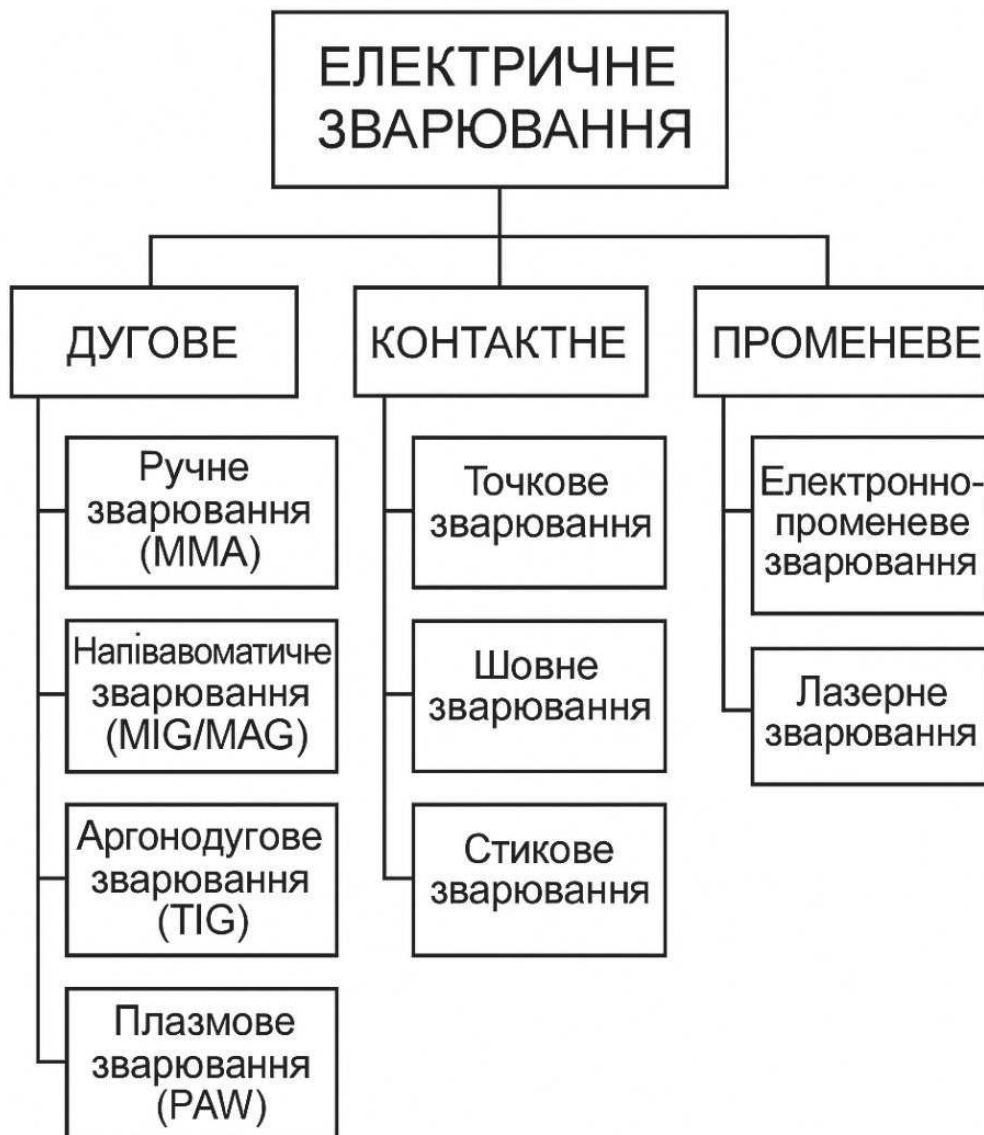 ЕЛЕКТРИЧНЕ
ЗВАРЮВАННЯ
ДУГОВЕ
Ручне
зварювання
(MMA)
Напівавоматичне
зварювання
(MIG/MAG)
Аргонодугове
зварювання
(TIG)
Плазмове
зварювання
(PAW)
КОНТАКТНЕ
Точкове
зварювання
Шовне
зварювання
Стикове
зварювання
ПРОМЕНЕВЕ
Електронно-
променеве
зварювання
Лазерне
зварювання